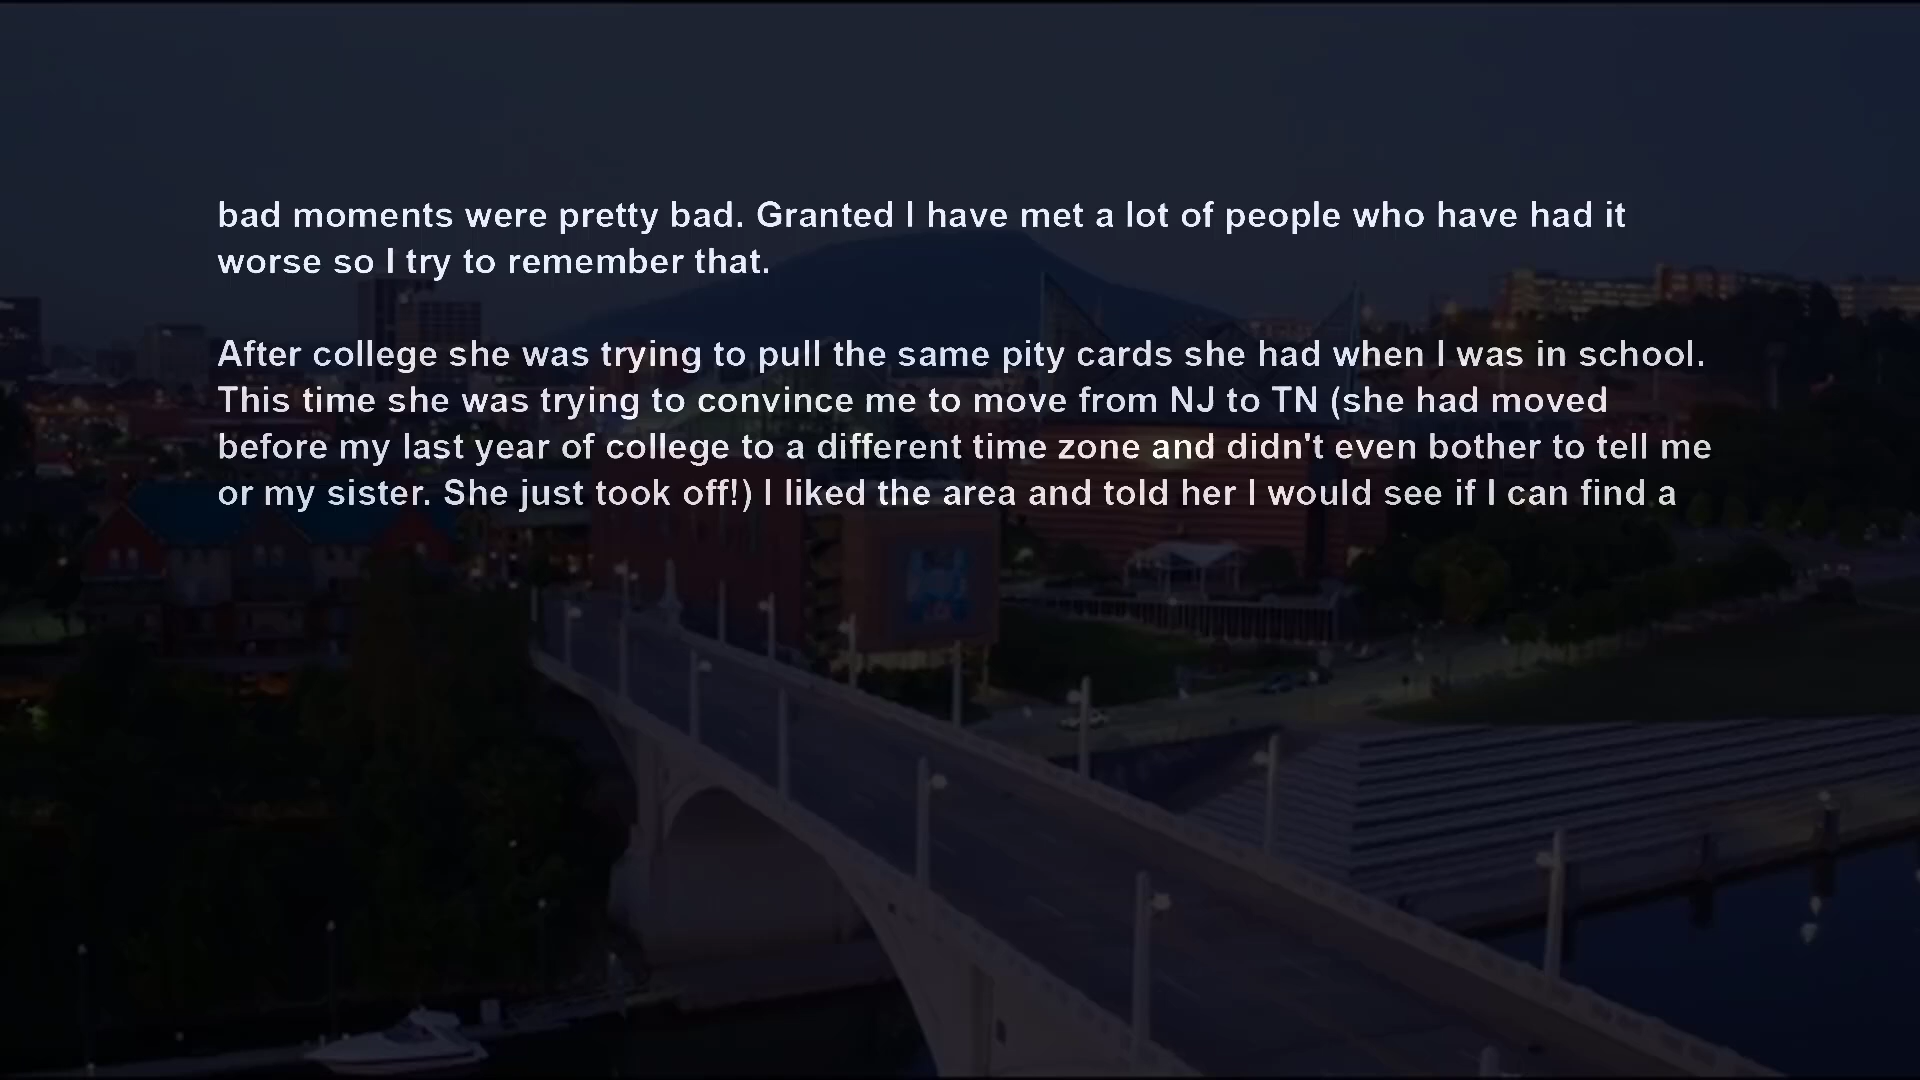 bad moments were pretty bad. Granted I have met a lot of people who have had it
worse so I try to remember that.
After college she was trying to pull the same pity cards she had when I was in school.
This time she was trying to convince me to move from NJ to TN (she had moved
before my last year of college to a different time zone and didn't even bother to tell me
or my sister. She just took off!) I liked the area and told her I would see if I can find a